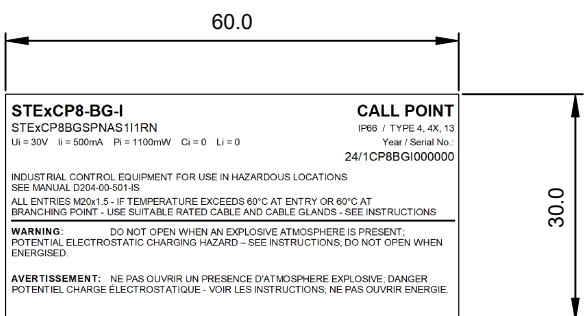 60.0
STExCP8-BG-I CALL POINT
STExCP8BGSPNAS1I1RN IP66 / TYPE 4, 4X, 13
Ui = 30V Ii = 500mA Pi = 1100mW Ci = 0 Li = 0 Year / Serial No.:
24/1CP8BGI000000
INDUSTRIAL CONTROL EQUIPMENT FOR USE IN HAZARDOUS LOCATIONS
SEE MANUAL D204-00-501-IS
ALL ENTRIES M20x1.5 - IF TEMPERATURE EXCEEDS 60°C AT ENTRY OR 60°C AT
BRANCHING POINT - USE SUITABLE RATED CABLE AND CABLE GLANDS - SEE INSTRUCTIONS
30.0
WARNING: DO NOT OPEN WHEN AN EXPLOSIVE ATMOSPHERE IS PRESENT;
POTENTIAL ELECTROSTATIC CHARGING HAZARD – SEE INSTRUCTIONS; DO NOT OPEN WHEN
ENERGISED.
AVERTISSEMENT: NE PAS OUVRIR UN PRESENCE D'ATMOSPHERE EXPLOSIVE; DANGER
POTENTIEL CHARGE ÉLECTROSTATIQUE - VOIR LES INSTRUCTIONS; NE PAS OUVRIR ENERGIE.